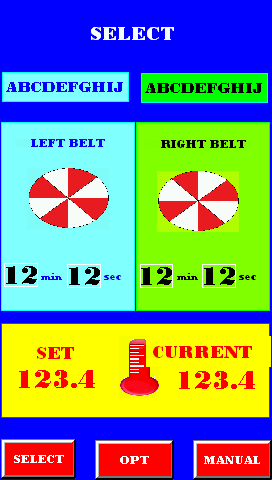 SELECT
ABCDEFGHIJ ABCDEFGHIJ
LEFT BELT RIGHT BELT
12 min 12 sec 12 min 12 sec
SET CURRENT
123.4 123.4
SELECT OPT MANUAL